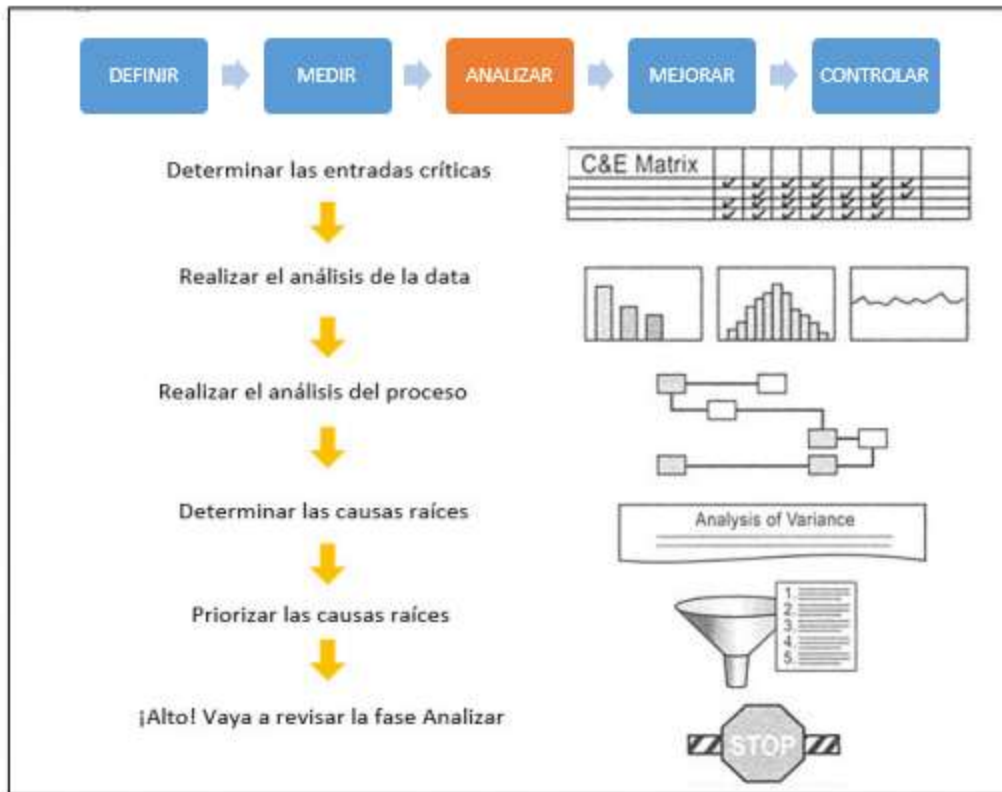 DEFINIR
MEDIR
ANALIZAR
MEJORAR
CONTROLAR
Determinar las entradas críticas
C&E Matrix
Realizar el análisis de la data
Realizar el análisis del proceso
Determinar las causas raíces
Analysis of Variance
Priorizar las causas raíces
1.
2.
3.
4.
5.
¡Alto! Vaya a revisar la fase Analizar
STOP